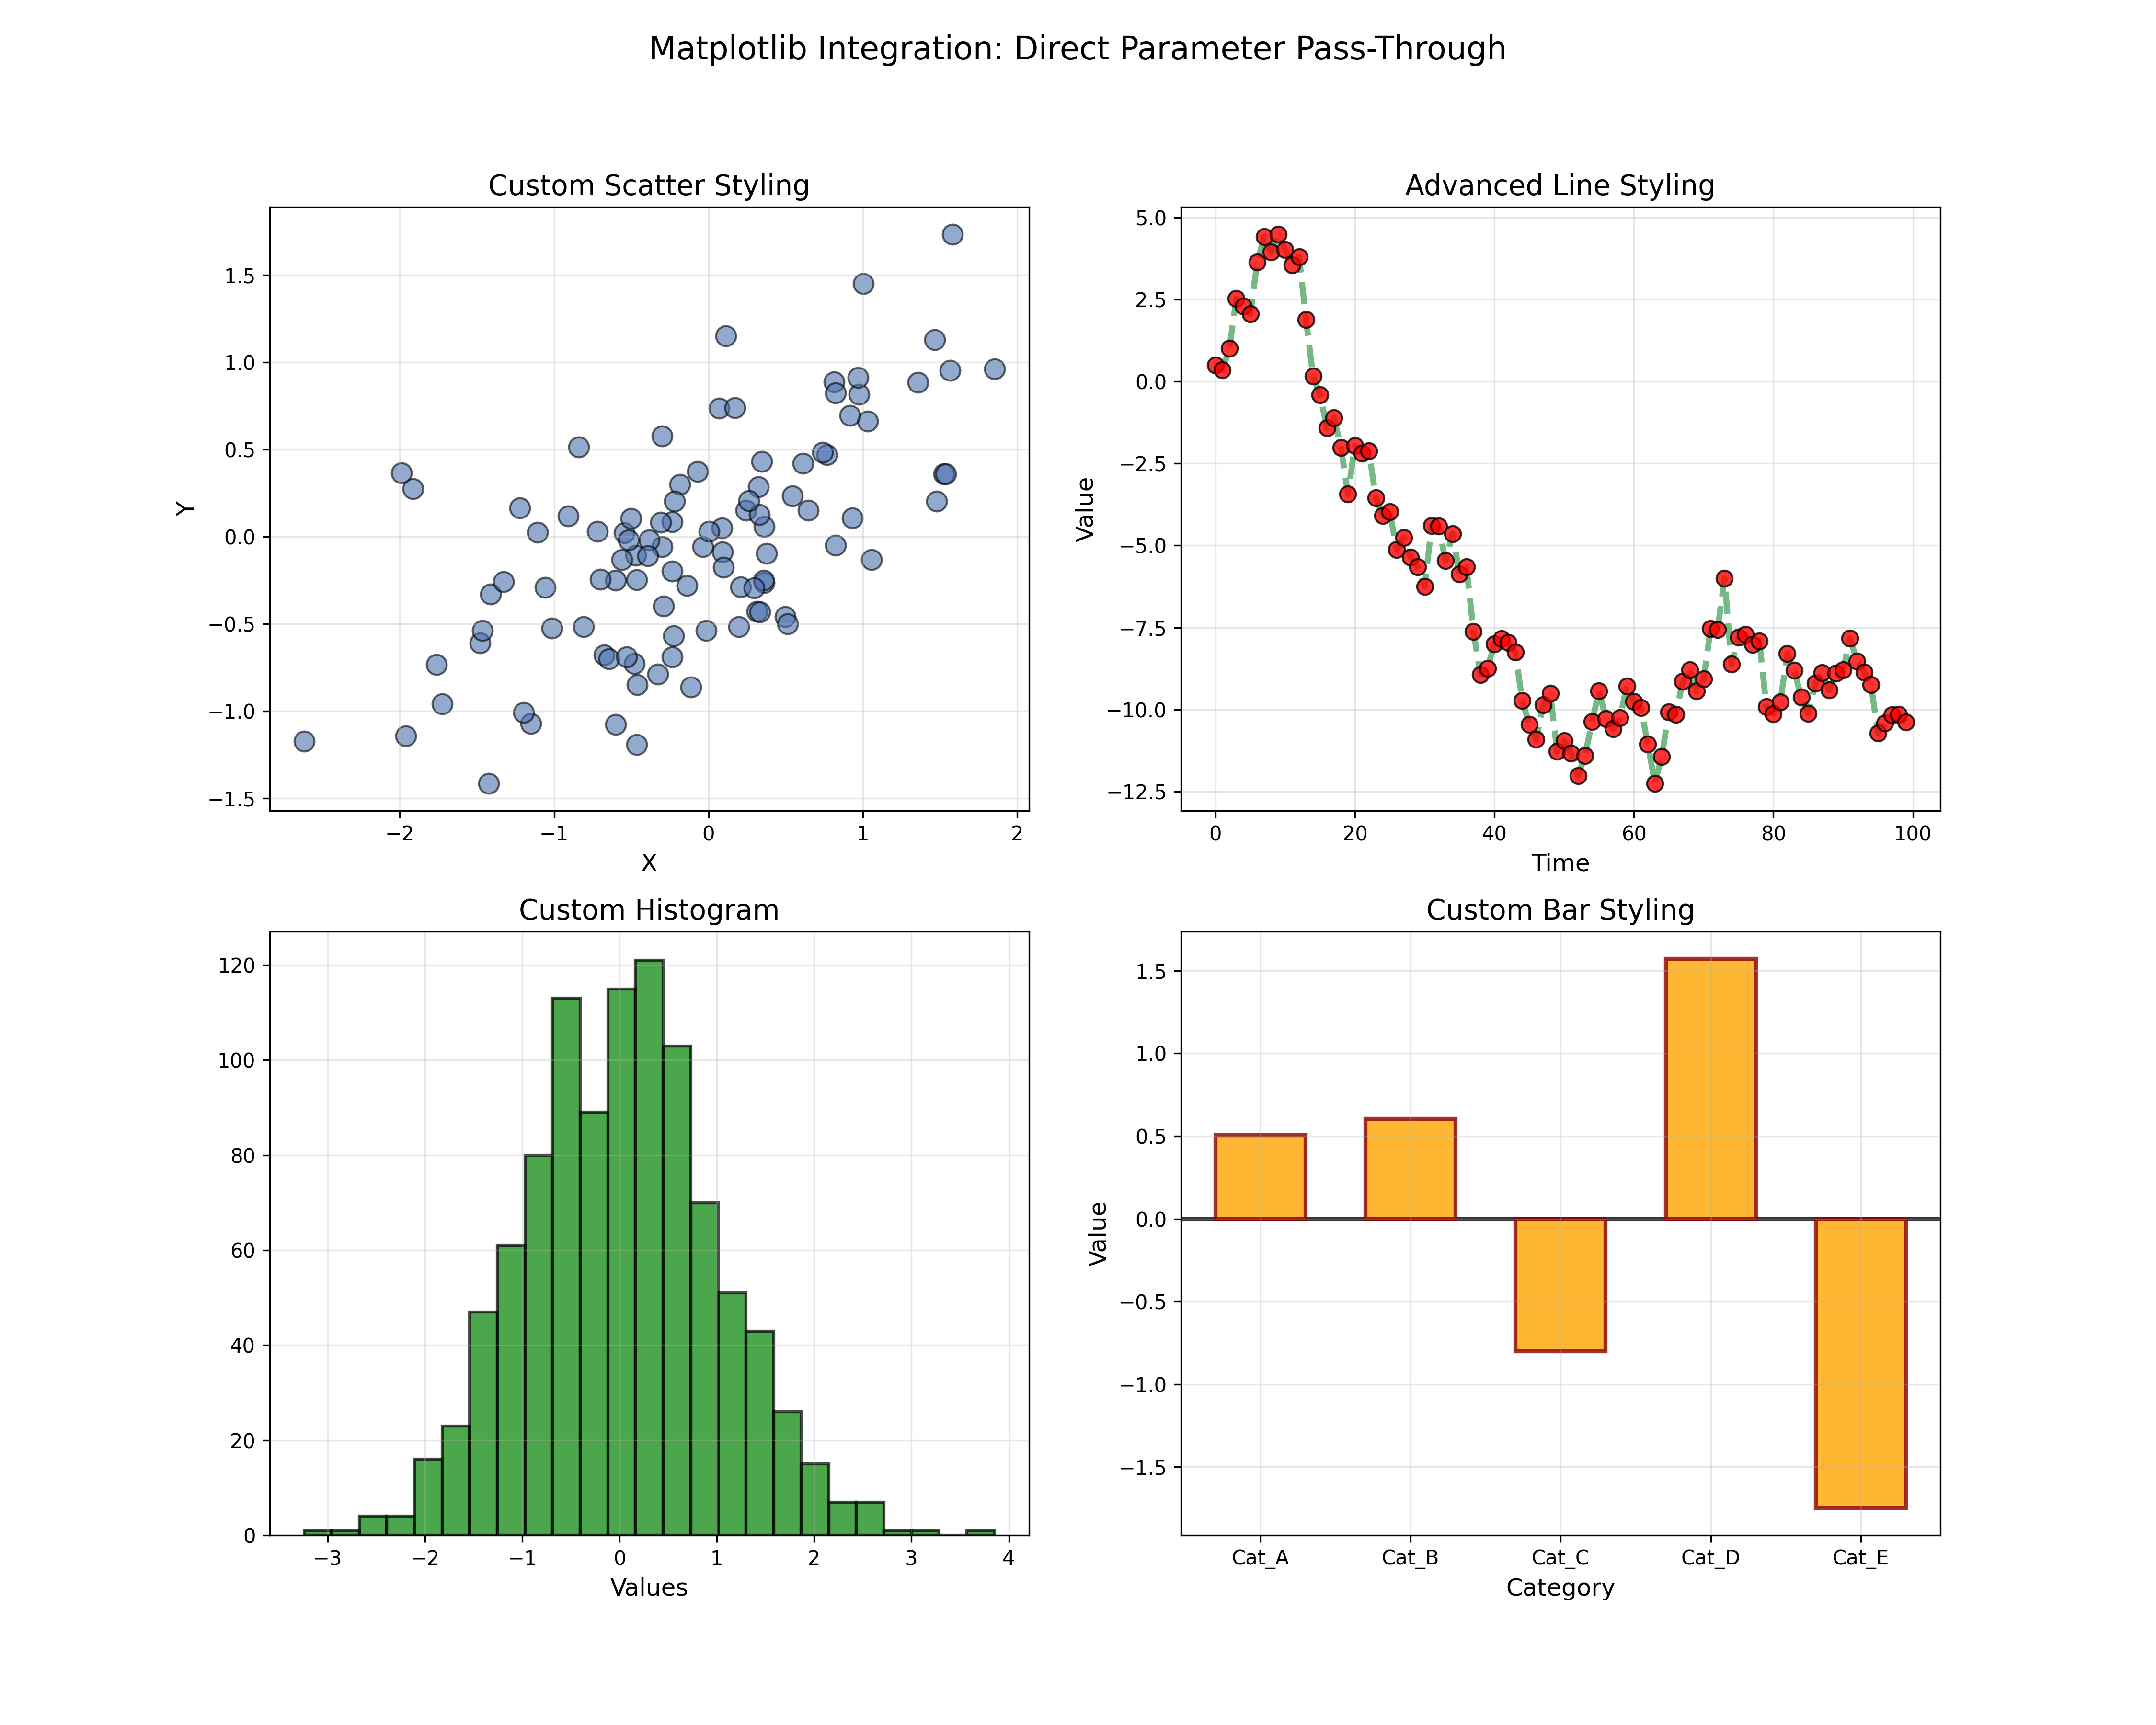 Matplotlib Integration: Direct Parameter Pass-Through
Custom Scatter Styling
1.5
1.0
0.5
0.0
−0.5
−1.0
−1.5
Y
−2 −1 0 1 2
X
Advanced Line Styling
5.0
2.5
0.0
−2.5
−5.0
−7.5
−10.0
−12.5
Value
0 20 40 60 80 100
Time
Custom Histogram
120
100
80
60
40
20
0
−3 −2 −1 0 1 2 3 4
Values
Custom Bar Styling
1.5
1.0
0.5
0.0
−0.5
−1.0
−1.5
Value
Cat_A Cat_B Cat_C Cat_D Cat_E
Category